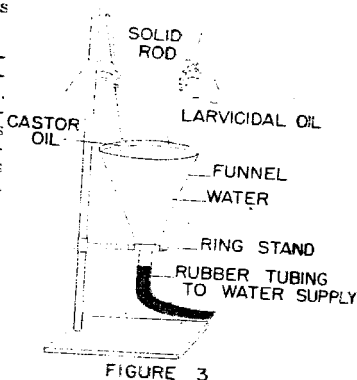 SOLID
ROD
LARVICIDAL OIL
CASTOR
OIL
FUNNEL
WATER
RING STAND
RUBBER TUBING
TO WATER SUPPLY
FIGURE 3